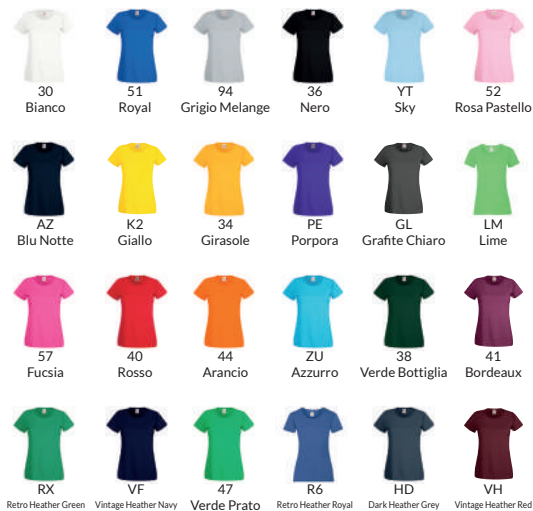 30 51 94 36 YT 52
Bianco Royal Grigio Melange Nero Sky Rosa Pastello
AZ K2 34 PE GL LM
Blu Notte Giallo Girasole Porpora Grafite Chiaro Lime
57 40 44 ZU 38 41
Fucsia Rosso Arancio Azzurro Verde Bottiglia Bordeaux
RX VF 47 R6 HD VH
Retro Heather Green Vintage Heather Navy Verde Prato Retro Heather Royal Dark Heather Grey Vintage Heather Red